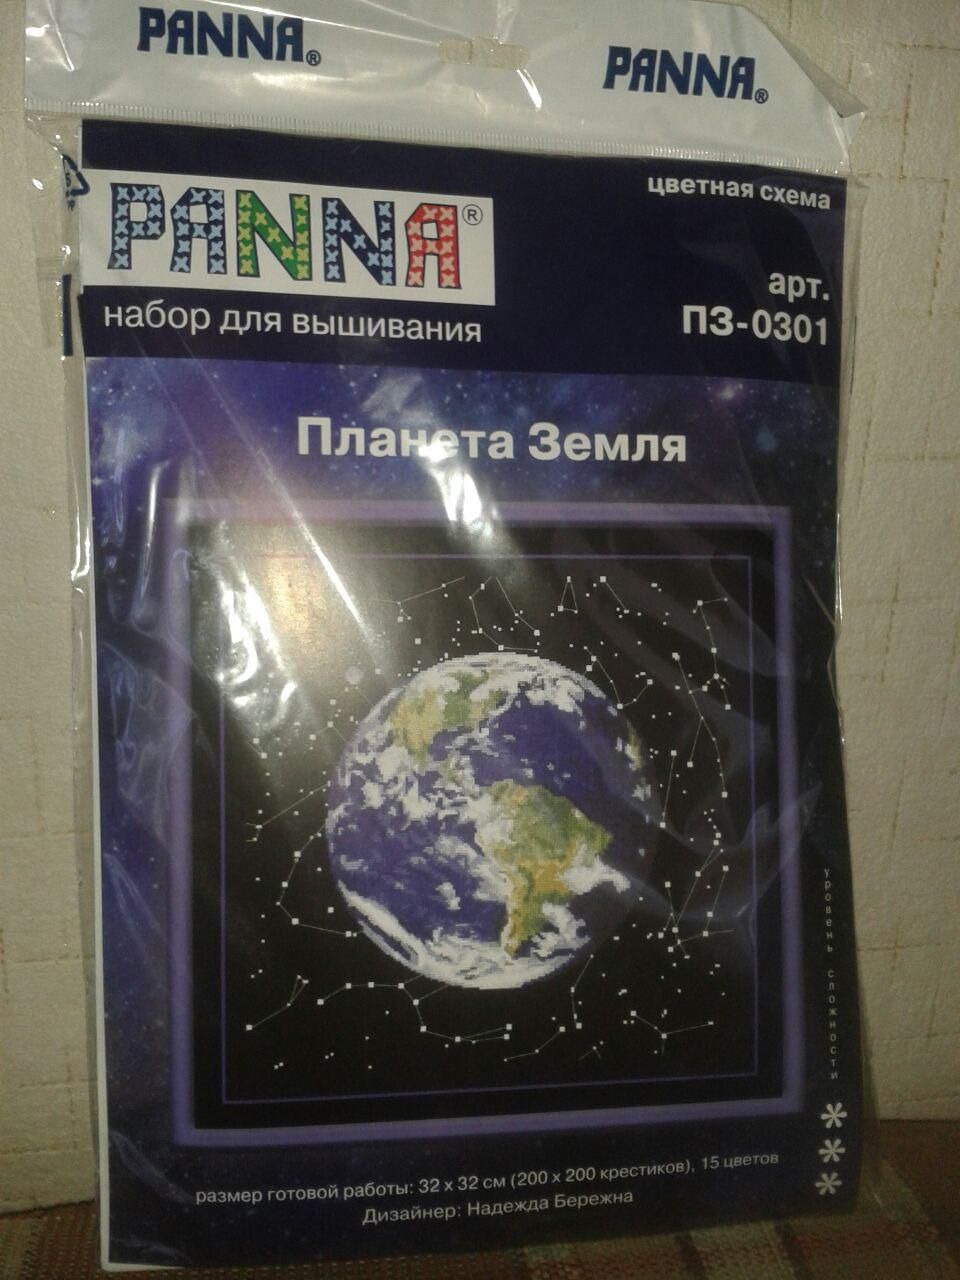 PANNA®
PANNA®
цветная схема
PANNA®
арт.
ПЗ-0301
набор для вышивания
Планета Земля
уровень сложности
размер готовой работы: 32 x 32 см (200 x 200 крестиков), 15 цветов
Дизайнер: Надежда Бережна